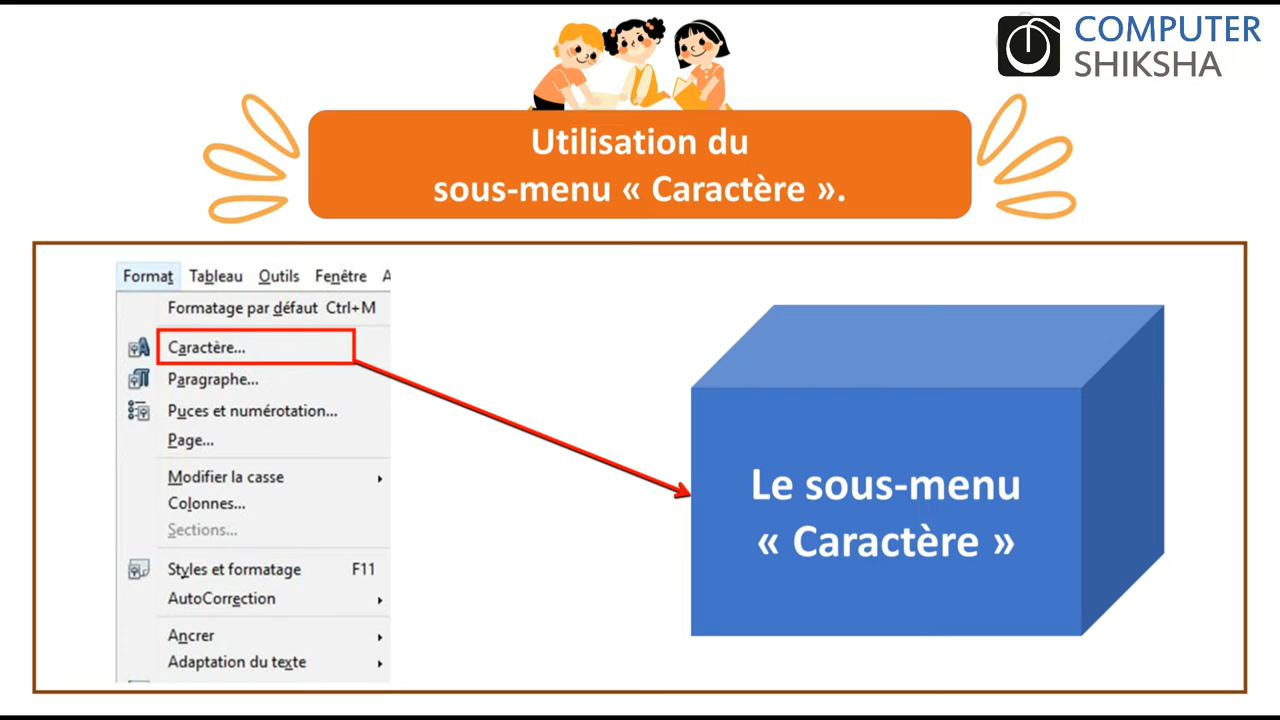 COMPUTER
SHIKSHA
Utilisation du
sous-menu « Caractère ».
Format Tableau Outils Fenêtre A
Formatage par défaut Ctrl+M
Caractère...
Paragraphe...
Puces et numérotation...
Page...
Modifier la casse
Colonnes...
Sections...
Styles et formatage F11
AutoCorrection
Ancrer
Adaptation du texte
Le sous-menu
« Caractère »